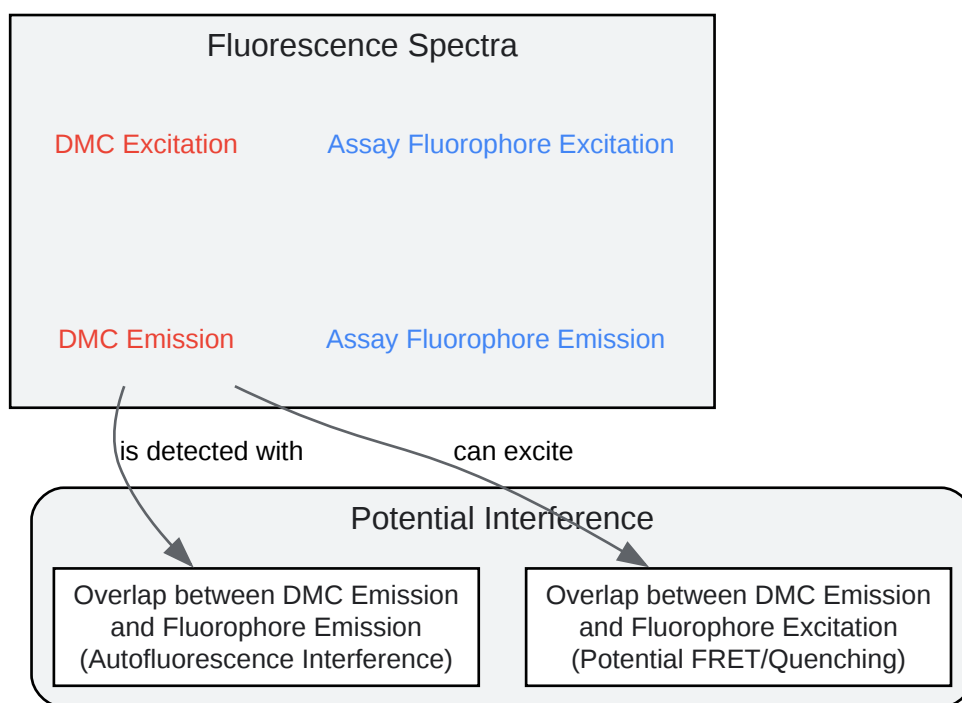 Fluorescence Spectra
DMC Excitation
Assay Fluorophore Excitation
DMC Emission
Assay Fluorophore Emission
is detected with
can excite
Potential Interference
Overlap between DMC Emission
and Fluorophore Emission
(Autofluorescence Interference)
Overlap between DMC Emission
and Fluorophore Excitation
(Potential FRET/Quenching)